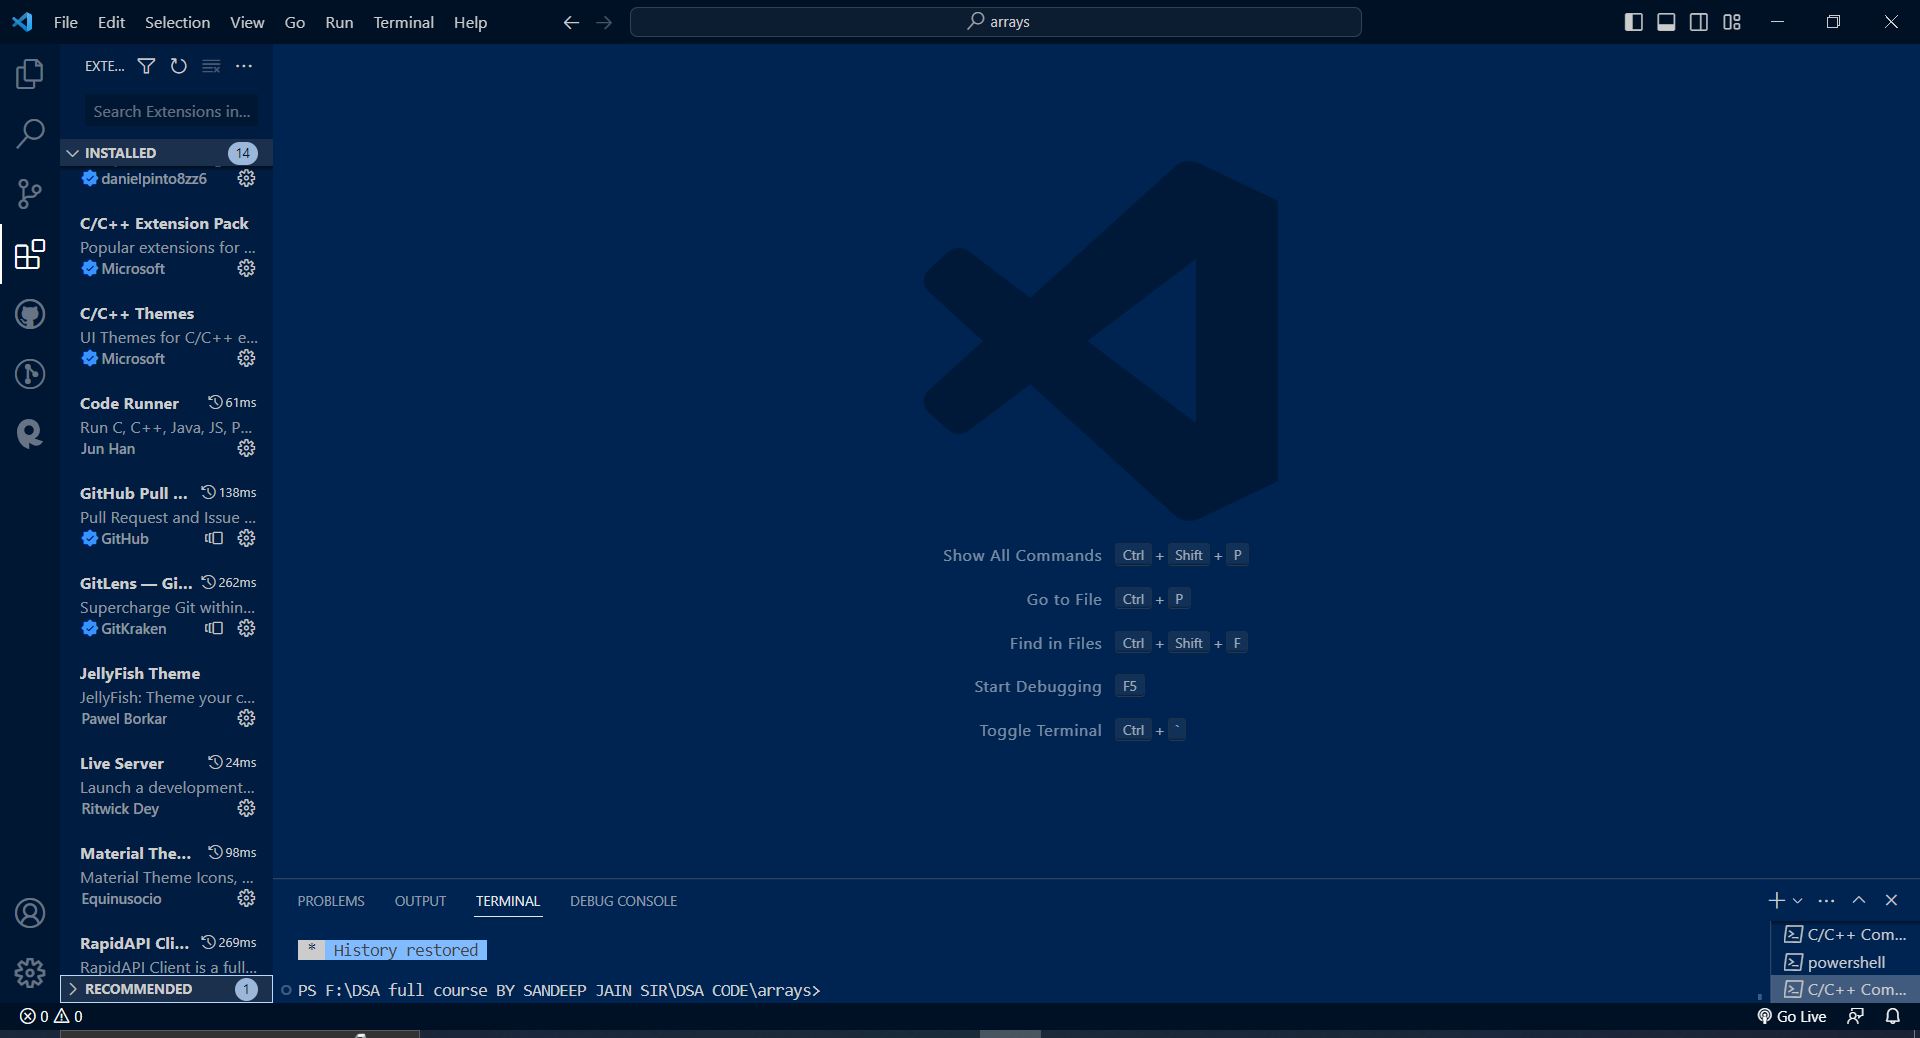 File Edit Selection View Go Run Terminal Help
arrays
EXTE...
Search Extensions in...
INSTALLED 14
danielpinto8zz6
C/C++ Extension Pack
Popular extensions for ...
Microsoft
C/C++ Themes
UI Themes for C/C++ e...
Microsoft
Code Runner 61ms
Run C, C++, Java, JS, P...
Jun Han
GitHub Pull ... 138ms
Pull Request and Issue ...
GitHub
GitLens — Gi... 262ms
Supercharge Git within...
GitKraken
JellyFish Theme
JellyFish: Theme your c...
Pawel Borkar
Live Server 24ms
Launch a development...
Ritwick Dey
Material The... 98ms
Material Theme Icons, ...
Equinusocio
RapidAPI Cli... 269ms
RapidAPI Client is a full...
RECOMMENDED 1
Show All Commands Ctrl + Shift + P
Go to File Ctrl + P
Find in Files Ctrl + Shift + F
Start Debugging F5
Toggle Terminal Ctrl + `
PROBLEMS OUTPUT TERMINAL DEBUG CONSOLE
* History restored
PS F:\DSA full course BY SANDEEP JAIN SIR\DSA CODE\arrays>
C/C++ Com...
powershell
C/C++ Com...
0 0
Go Live